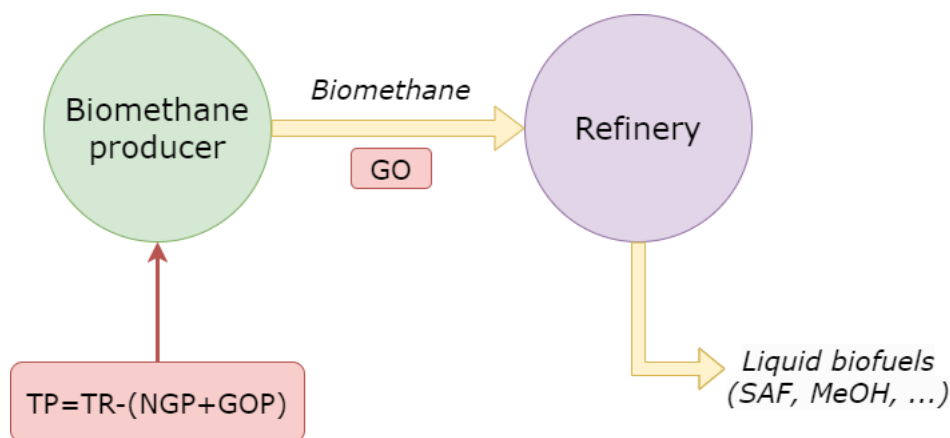 Biomethane
producer
Biomethane
GO
Refinery
TP=TR-(NGP+GOP)
Liquid biofuels
(SAF, MeOH, ...)